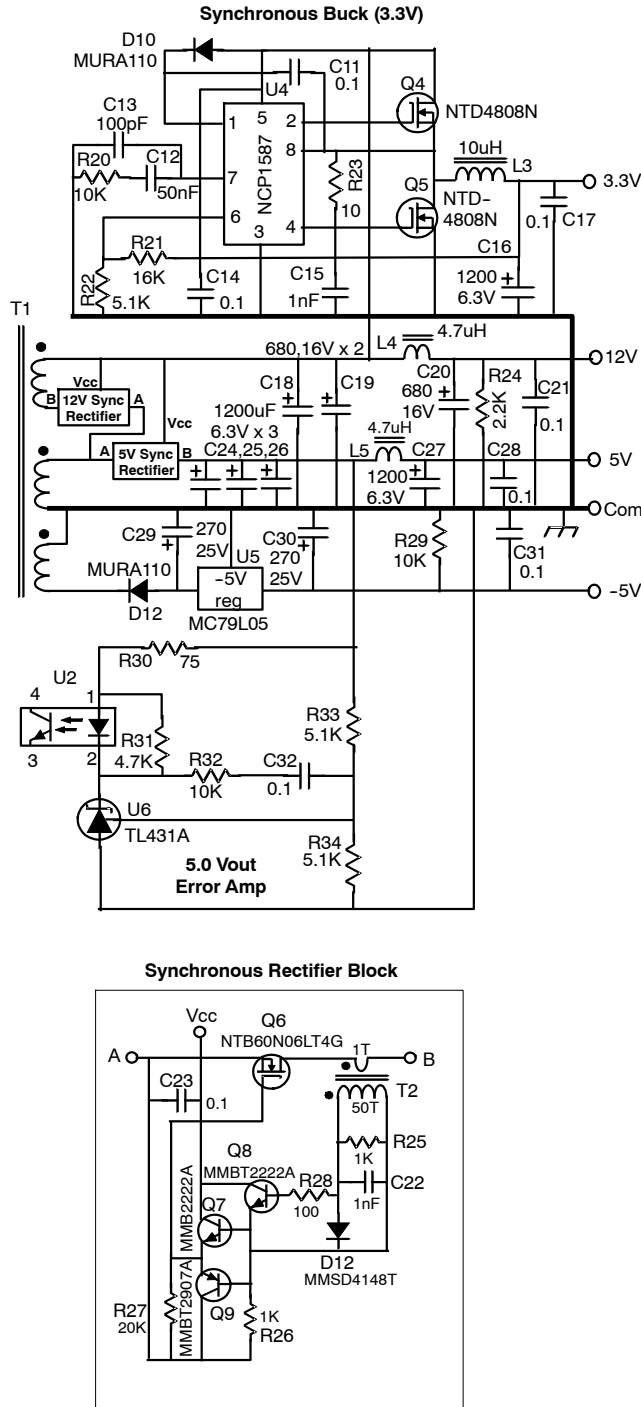 Synchronous Buck (3.3V)
D10
MURA110
C11
0.1
U4
Q4
NTD4808N
C13
100pF
5
1
2
8
R20
10K
C12
50nF
7
NCP1587
R23
10
10uH
L3
3.3V
Q5
NTD-
4808N
6
4
3
0.1
C17
R21
16K
R22
5.1K
C14
0.1
C15
1nF
C16
1200
6.3V
+
T1
680,16V x 2
L4
4.7uH
12V
Vcc
B
12V Sync
Rectifier
A
Vcc
C18
C19
C20
680
16V
+
R24
2.2K
C21
0.1
1200uF
6.3V x 3
+
+
4.7uH
A
5V Sync
Rectifier
B
C24,25,26
L5
C27
C28
5V
+
+
+
1200
6.3V
+
0.1
Com
C29
+
270
25V
U5
C30
+
270
25V
R29
10K
C31
0.1
MURA110
D12
-5V
reg
MC79L05
-5V
R30
75
U2
4
1
3
2
R31
4.7K
R33
5.1K
R32
10K
C32
0.1
U6
TL431A
R34
5.1K
5.0 Vout
Error Amp
Synchronous Rectifier Block
Vcc
Q6
NTB60N06LT4G
A
1T
B
T2
50T
C23
0.1
R25
1K
Q8
MMBT2222A
R28
100
C22
1nF
MMB2222A
Q7
D12
MMSD4148T
MMBT2907A
Q9
R27
20K
1K
R26